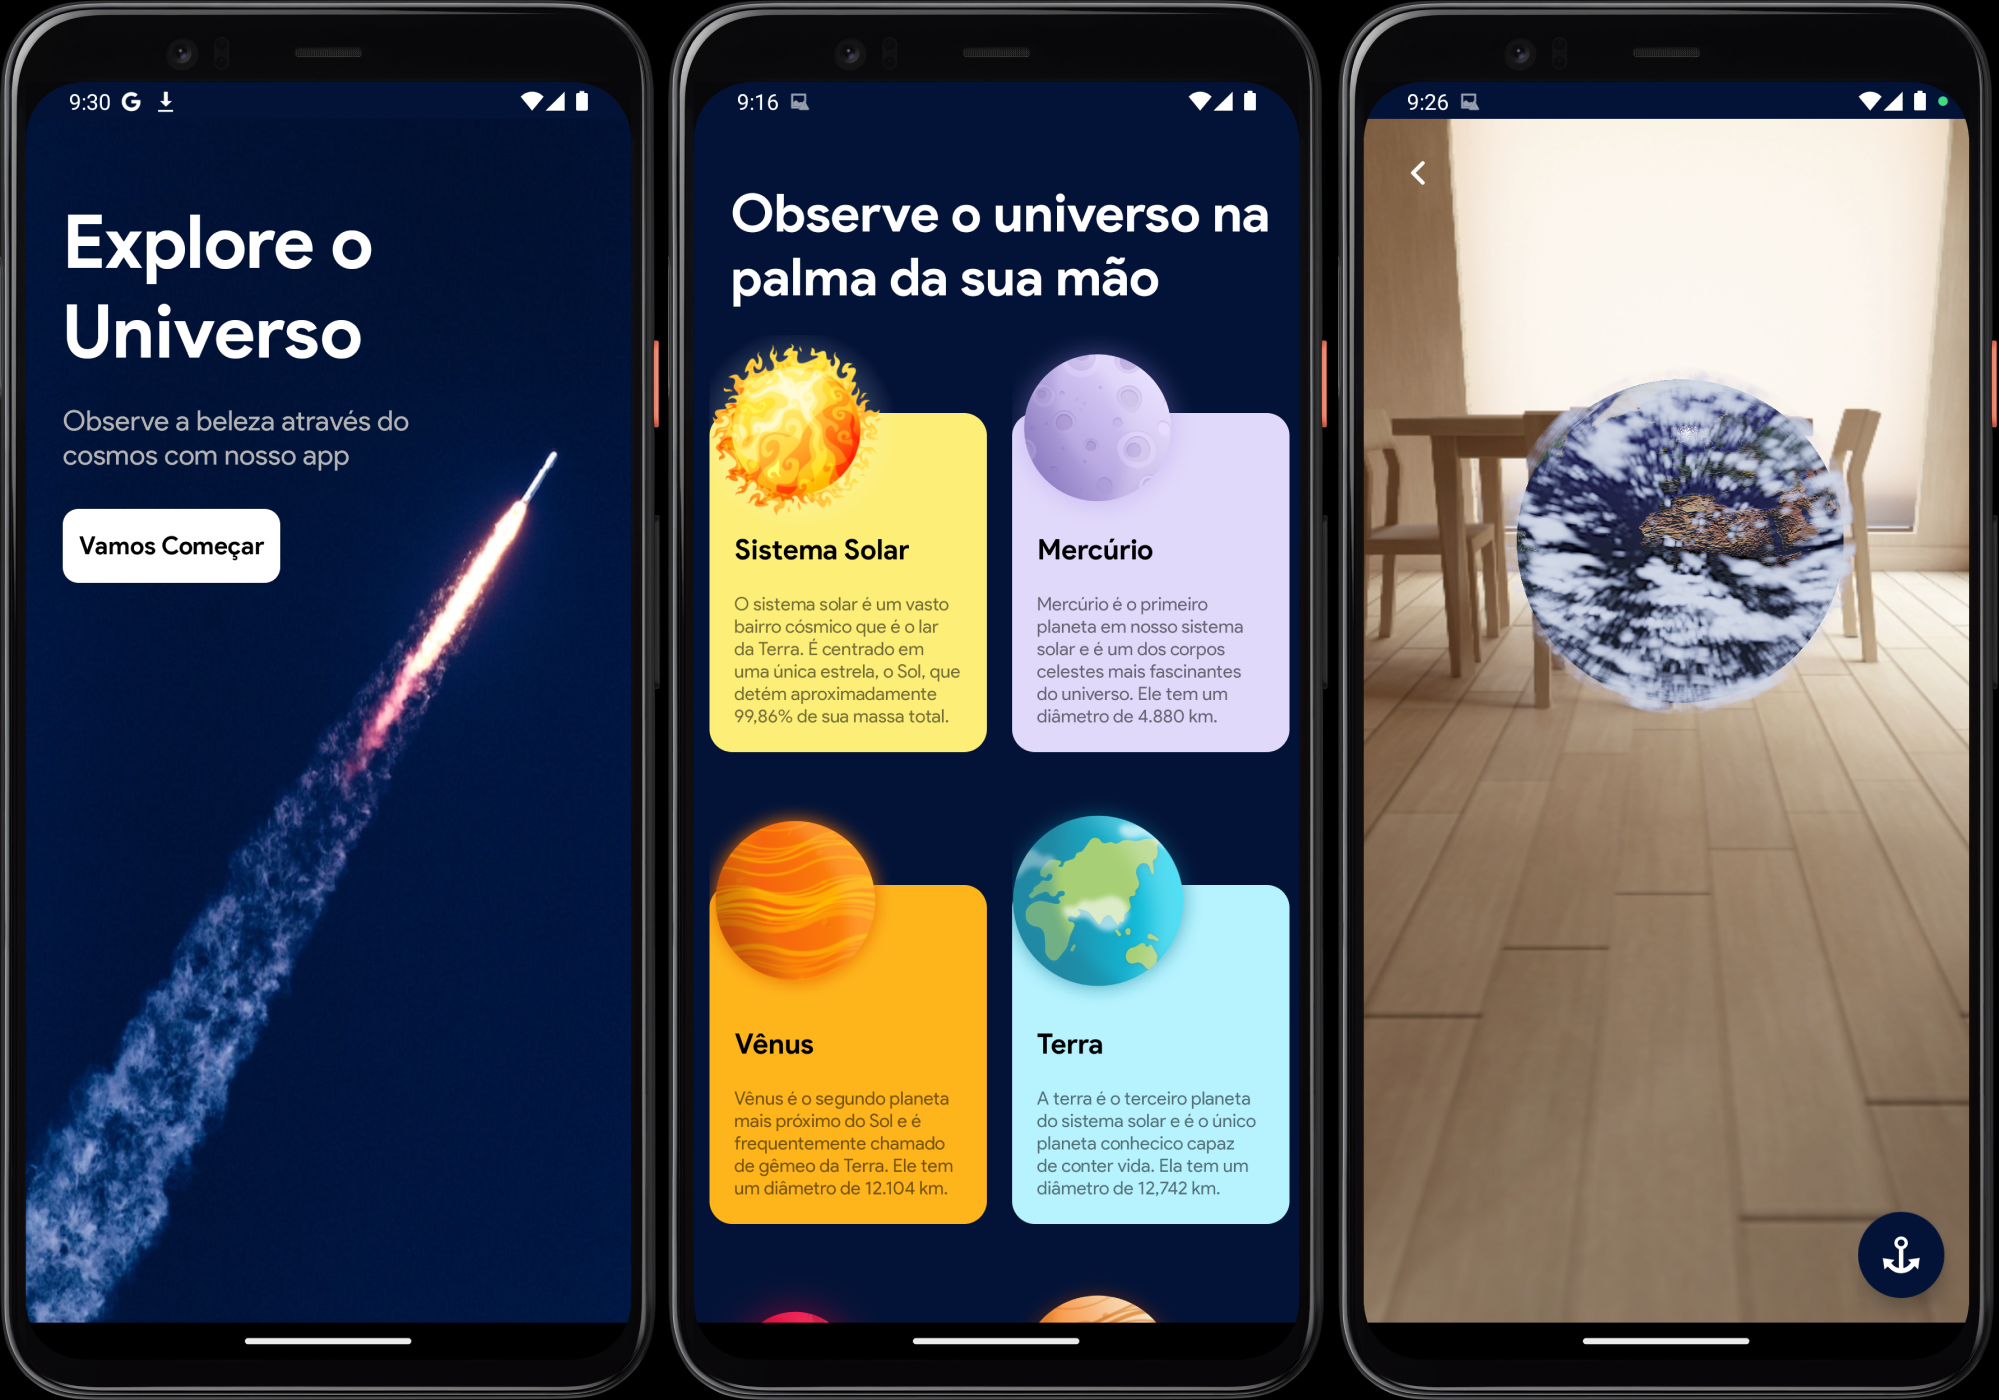 9:30 G
Explore o
Universo
Observe a beleza através do
cosmos com nosso app
Vamos Começar
9:16
Observe o universo na
palma da sua mão
Sistema Solar
O sistema solar é um vasto
bairro cósmico que é o lar
da Terra. É centrado em
uma única estrela, o Sol, que
detém aproximadamente
99,86% de sua massa total.
Mercúrio
Mercúrio é o primeiro
planeta em nosso sistema
solar e é um dos corpos
celestes mais fascinantes
do universo. Ele tem um
diâmetro de 4.880 km.
Vênus
Vênus é o segundo planeta
mais próximo do Sol e é
frequentemente chamado
de gêmeo da Terra. Ele tem
um diâmetro de 12.104 km.
Terra
A terra é o terceiro planeta
do sistema solar e é o único
planeta conhecico capaz
de conter vida. Ela tem um
diâmetro de 12,742 km.
9:26